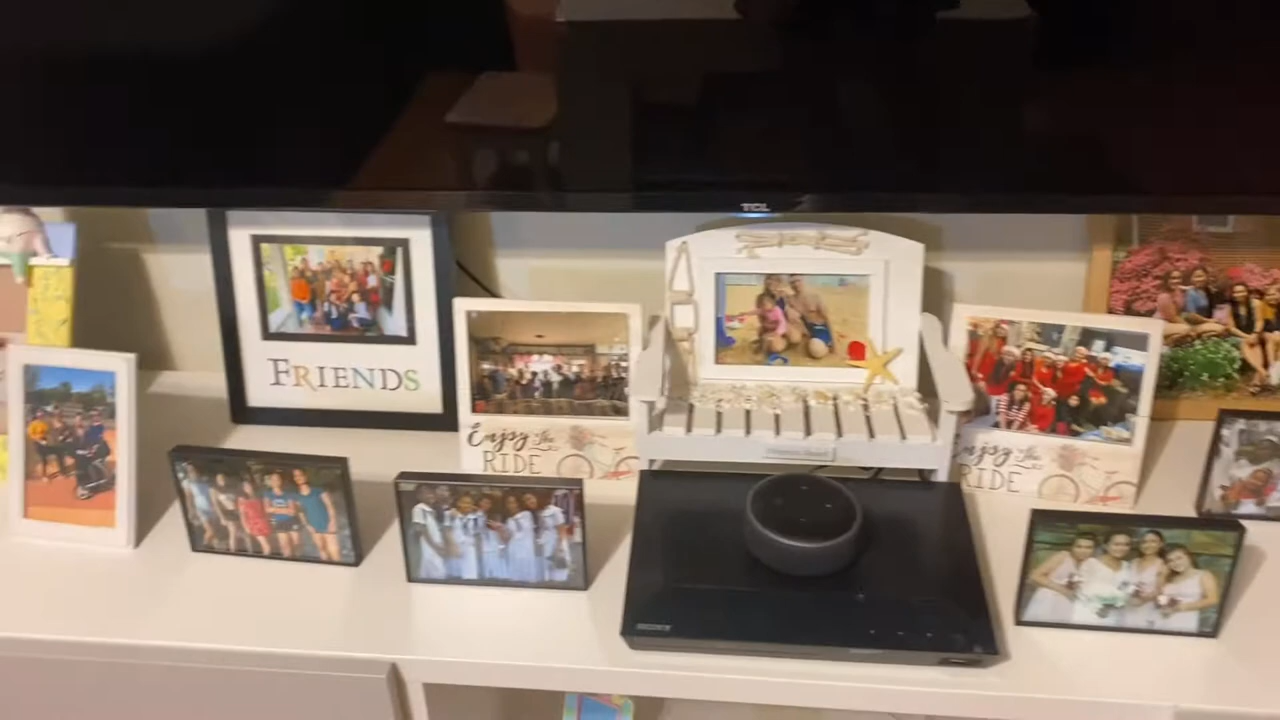 TCL
FRIENDS
Enjoy the
RIDE
Enjoy the
RIDE
SONY